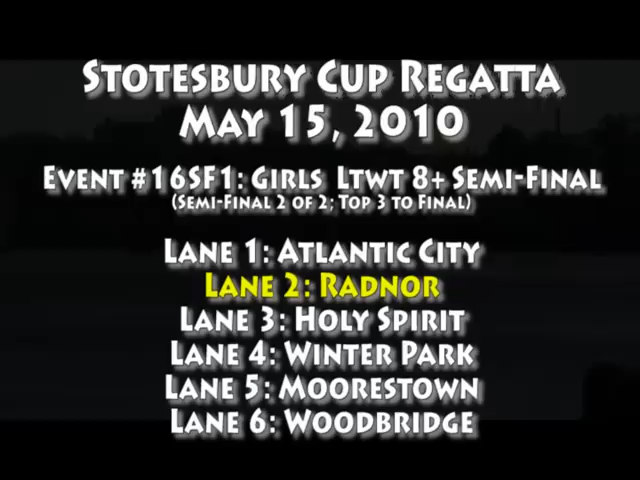 Stotesbury Cup Regatta
May 15, 2010
Event #16SF1: Girls Ltwt 8+ Semi-Final
(Semi-Final 2 of 2; Top 3 to Final)
Lane 1: Atlantic City
Lane 2: Radnor
Lane 3: Holy Spirit
Lane 4: Winter Park
Lane 5: Moorestown
Lane 6: Woodbridge